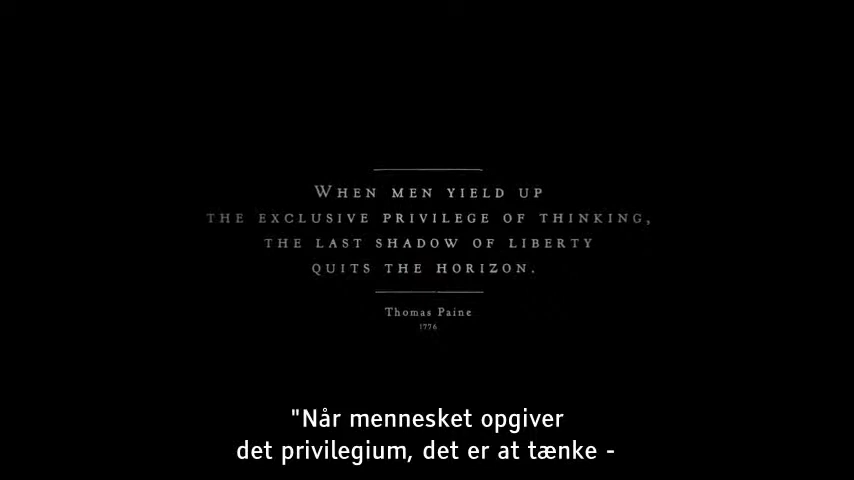 WHEN MEN YIELD UP
THE EXCLUSIVE PRIVILEGE OF THINKING,
THE LAST SHADOW OF LIBERTY
QUITS THE HORIZON.
Thomas Paine
1776
"Når mennesket opgiver
det privilegium, det er at tænke -